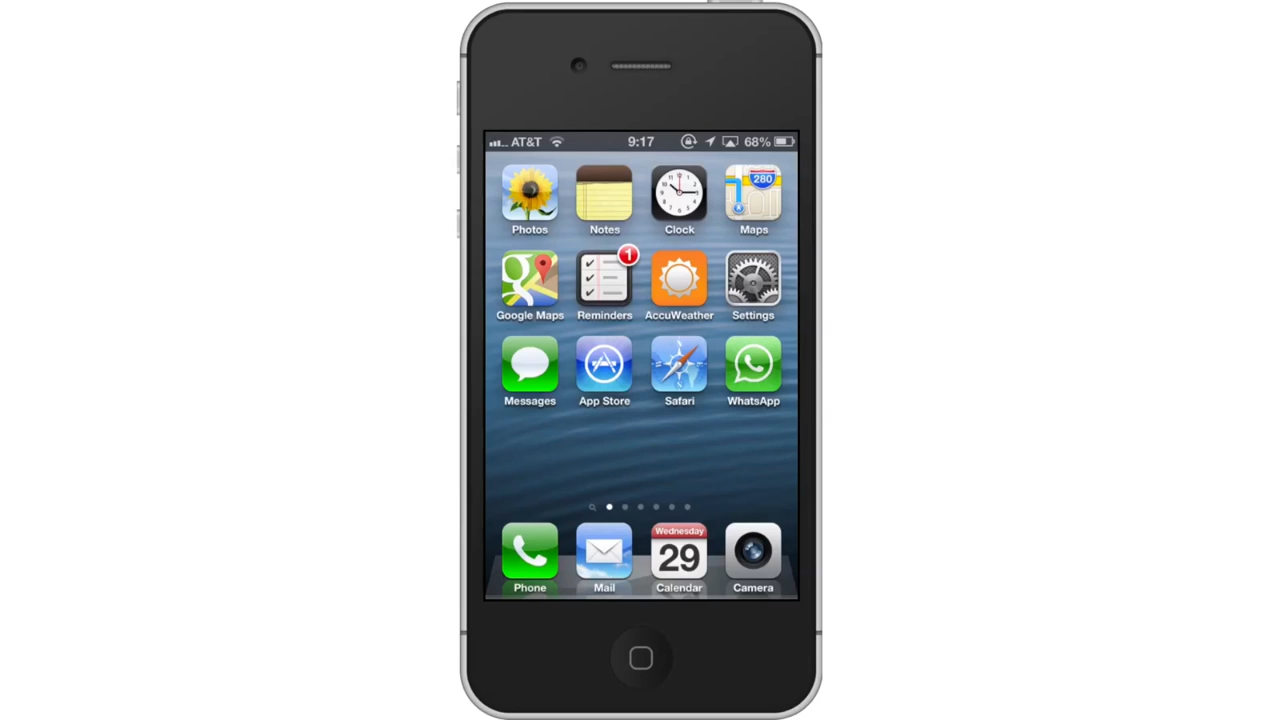 AT&T 9:17 68%
280
Photos Notes Clock Maps
1
Google Maps Reminders AccuWeather Settings
Messages App Store Safari WhatsApp
Wednesday
29
Phone Mail Calendar Camera